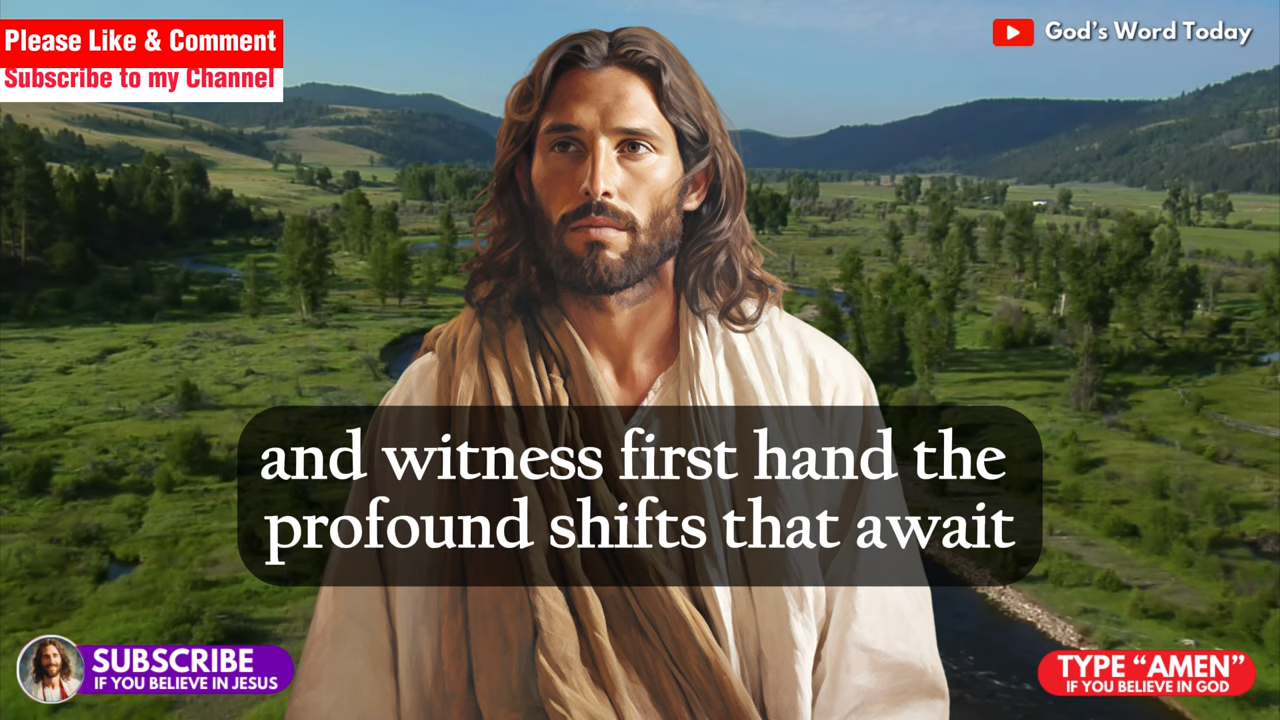 Please Like & Comment
Subscribe to my Channel
God's Word Today
and witness first hand the
profound shifts that await
SUBSCRIBE
IF YOU BELIEVE IN JESUS
TYPE “AMEN”
IF YOU BELIEVE IN GOD